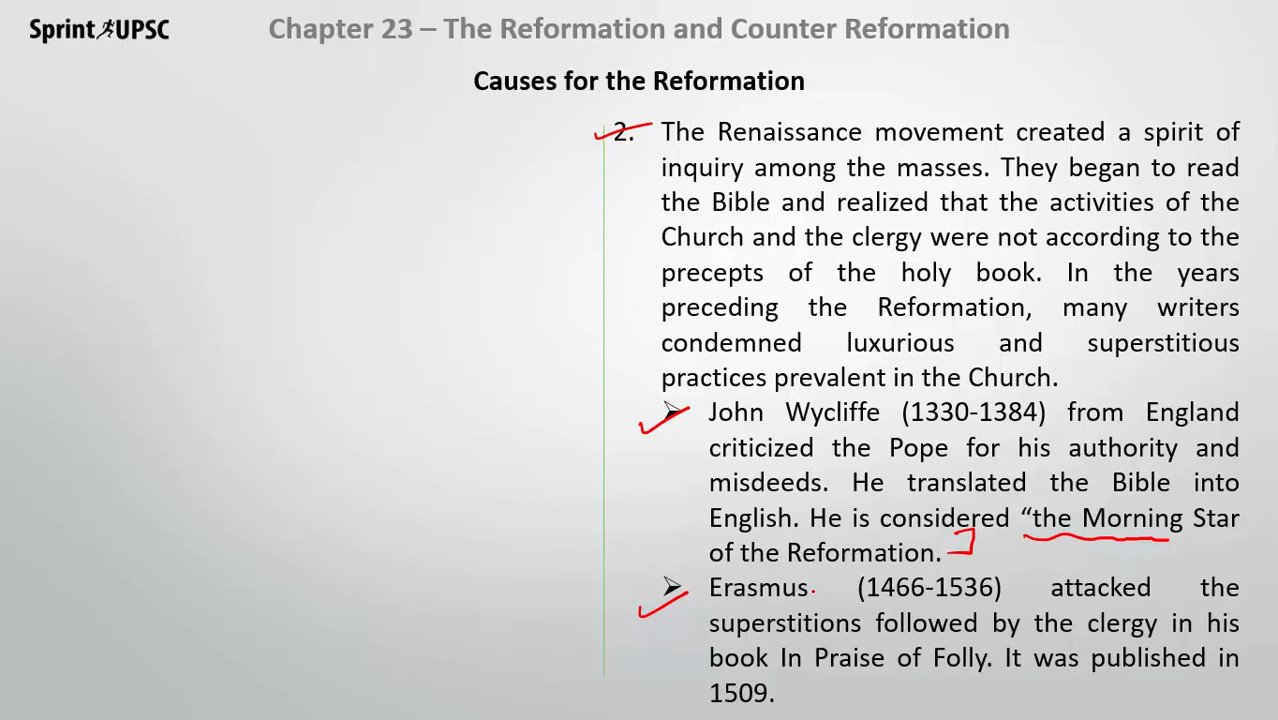 Sprint UPSC
Chapter 23 – The Reformation and Counter Reformation
Causes for the Reformation
2. The Renaissance movement created a spirit of
inquiry among the masses. They began to read
the Bible and realized that the activities of the
Church and the clergy were not according to the
precepts of the holy book. In the years
preceding the Reformation, many writers
condemned luxurious and superstitious
practices prevalent in the Church.
➢ John Wycliffe (1330-1384) from England
criticized the Pope for his authority and
misdeeds. He translated the Bible into
English. He is considered “the Morning Star
of the Reformation.
➢ Erasmus (1466-1536) attacked the
superstitions followed by the clergy in his
book In Praise of Folly. It was published in
1509.